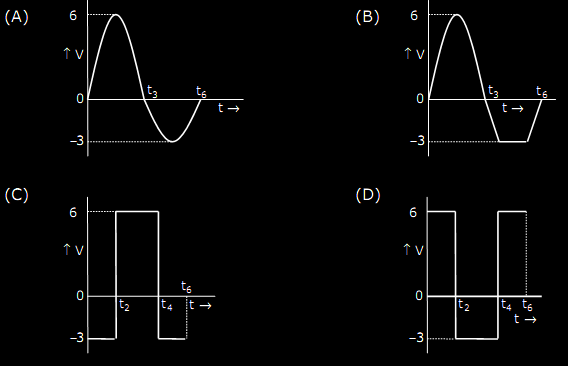 (A)
6
↑ V
0
t₃
t₆
t →
–3
(B)
6
↑ V
0
t₃
t₆
t →
–3
(C)
6
↑ V
t₆
0
t₂
t₄
t →
–3
(D)
6
↑ V
0
t₂
t₄
t₆
t →
–3